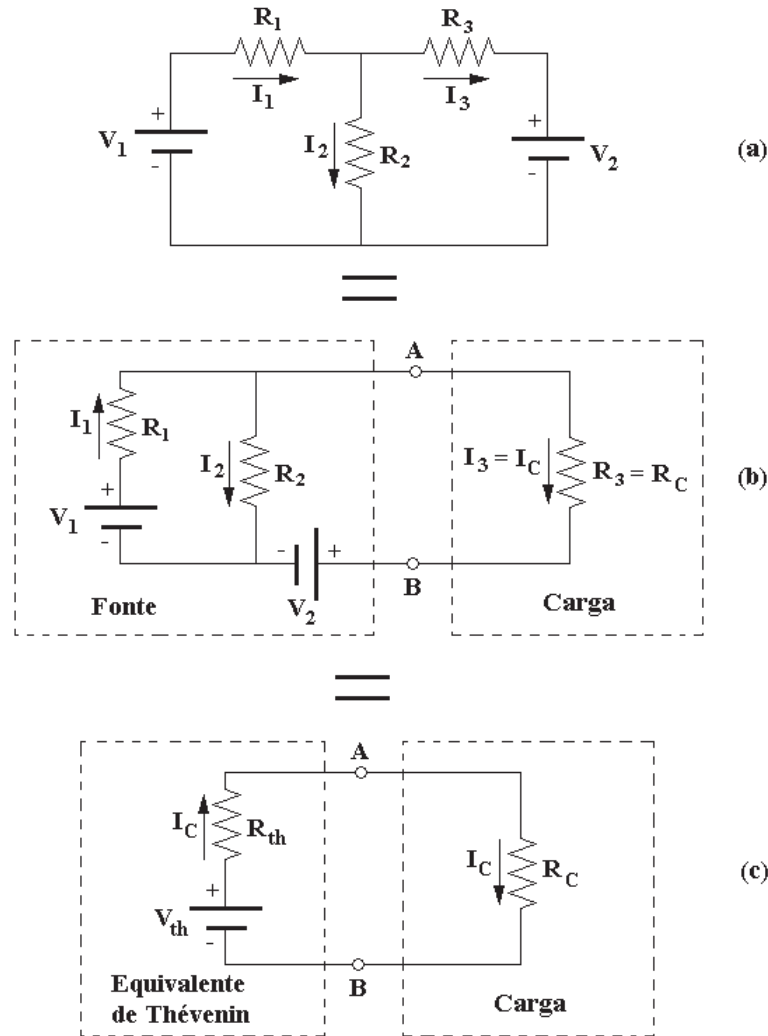 R1 R3
I1 I3
+ +
V1 I2 R2 V2 (a)
- -
=
A
I1 R1
I2 R2 I3 = IC R3 = RC (b)
+
V1
- - +
V2 B
Fonte Carga
=
A
IC Rth IC RC (c)
+
Vth
-
B
Equivalente
de Thévenin Carga